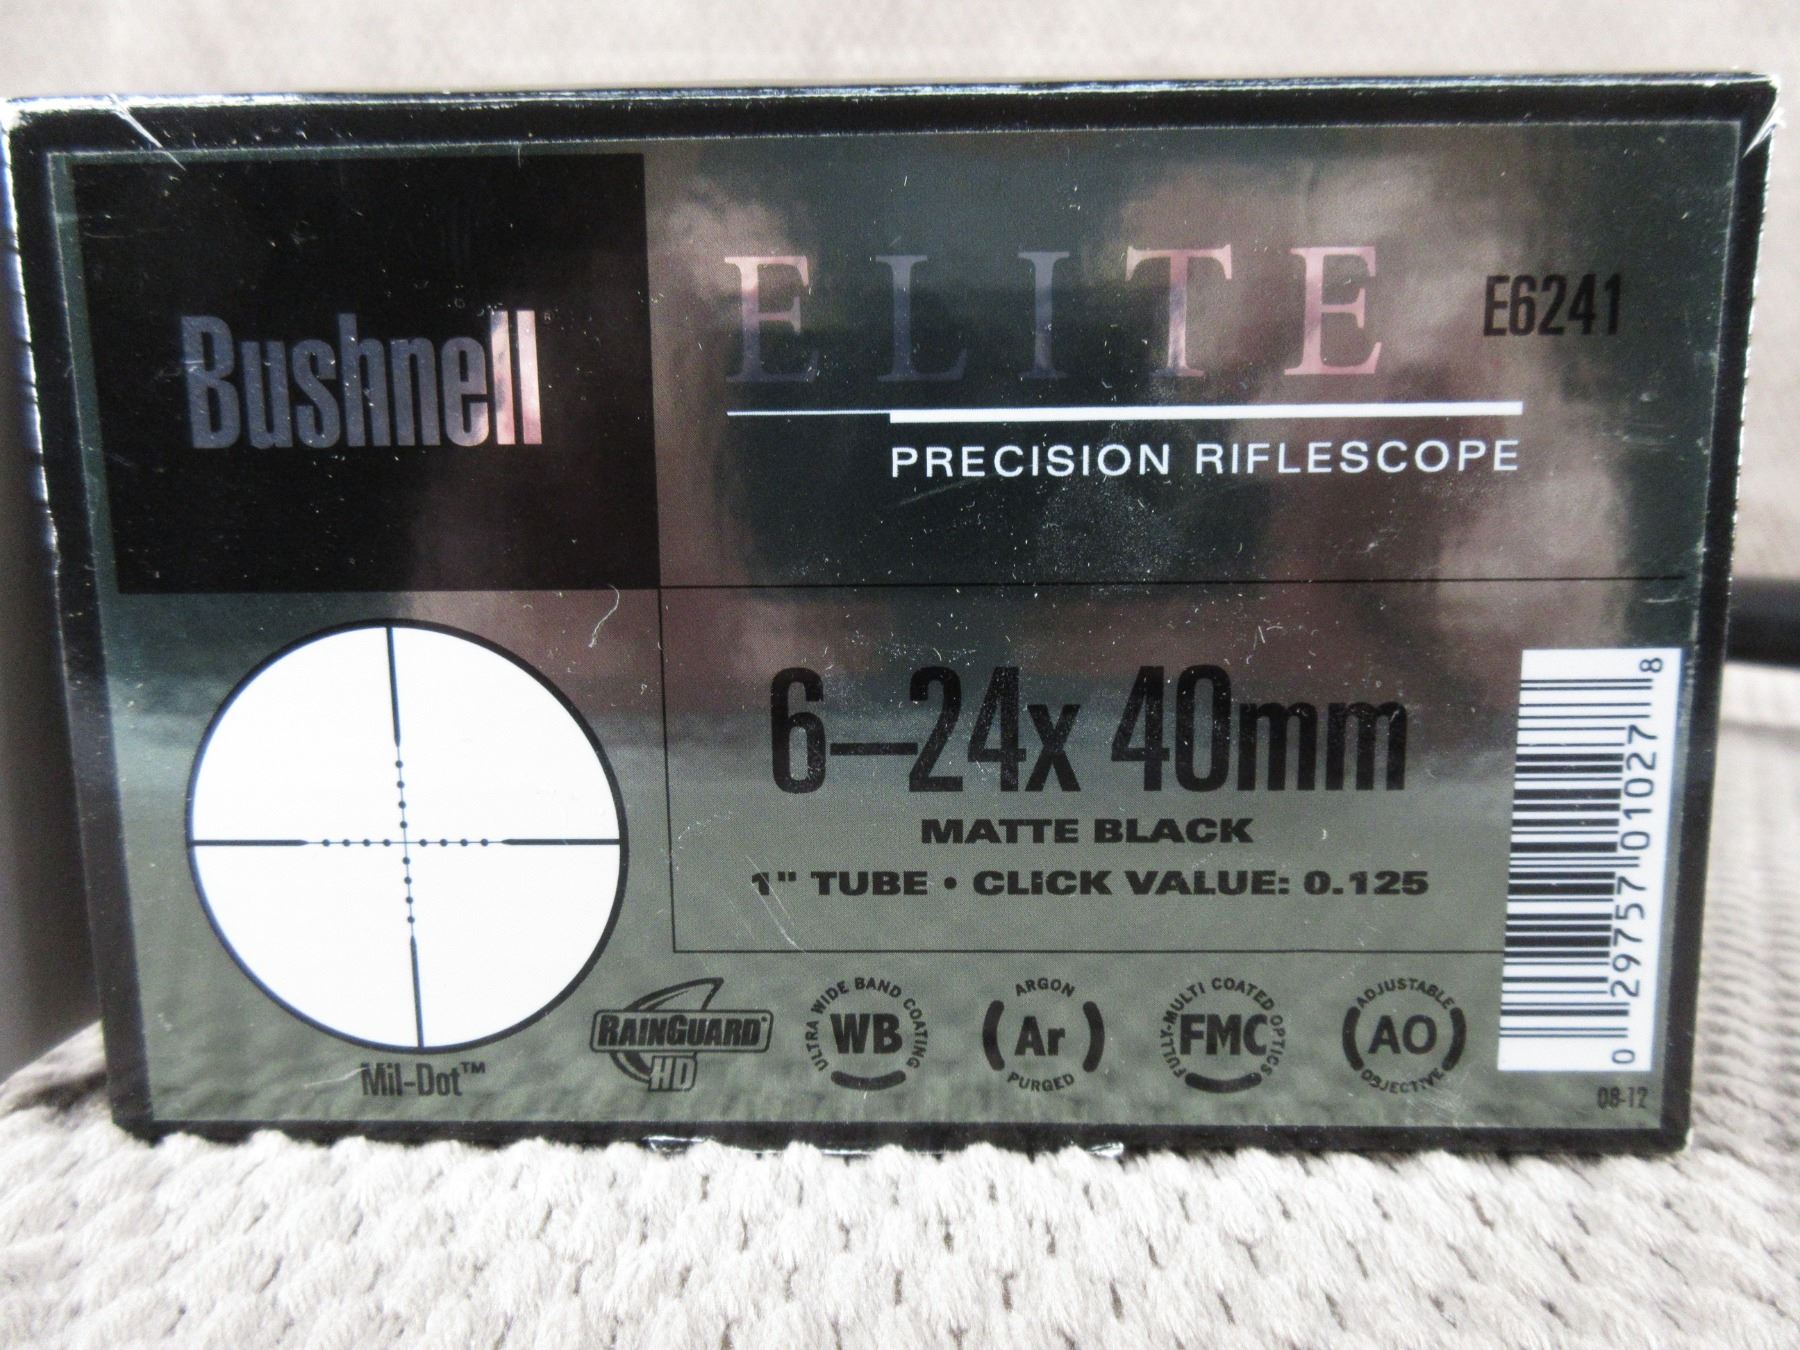 Bushnell®
ELITE
E6241
PRECISION RIFLESCOPE
6–24x 40mm
MATTE BLACK
1" TUBE • CLiCK VALUE: 0.125
Mil-Dot™
RAINGUARD®
HD
ULTRA WIDE BAND COATING
WB
ARGON
Ar
PURGED
FULLY-MULTI COATED OPTICS
FMC
ADJUSTABLE
AO
OBJECTIVE
0 29757 01027 8
08-12